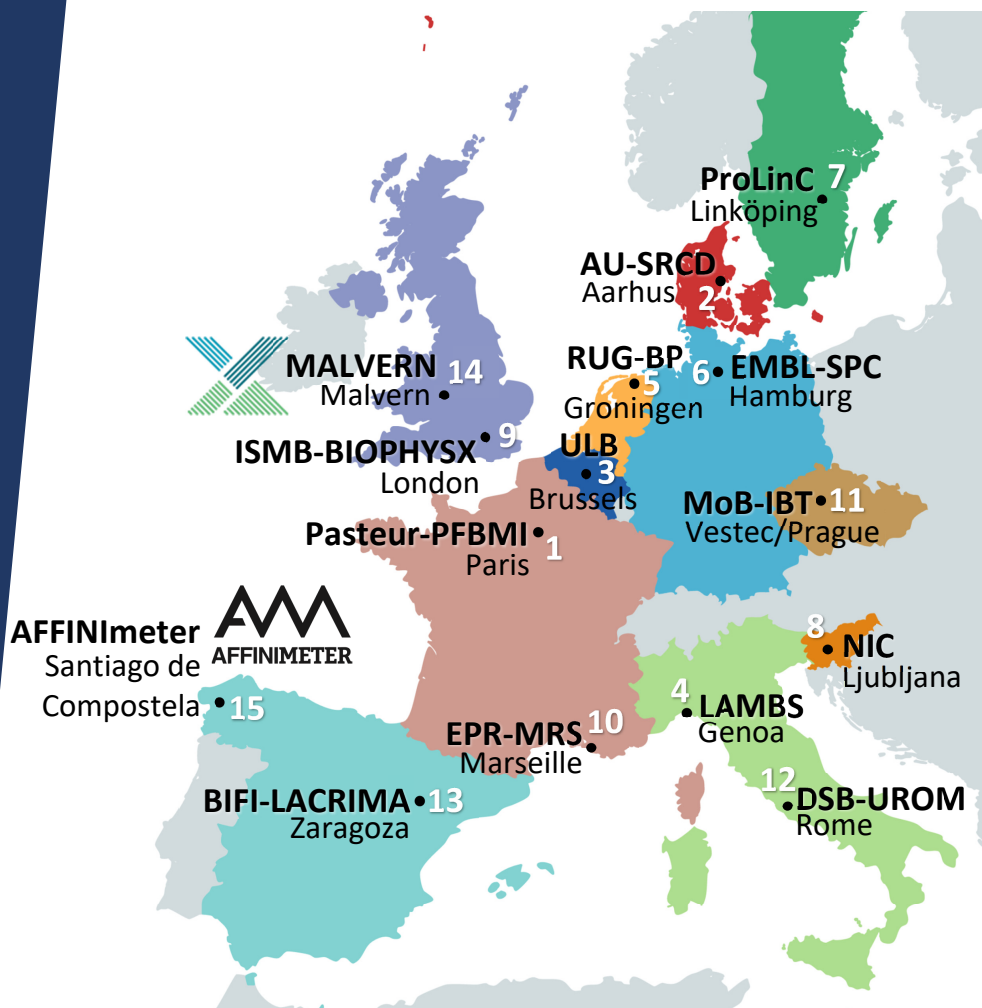 ProLinC 7
Linköping
AU-SRCD
Aarhus 2
RUG-BP
5
Groningen
6 EMBL-SPC
Hamburg
MALVERN 14
Malvern
ISMB-BIOPHYSX 9
London
ULB
3
Brussels
MoB-IBT 11
Vestec/Prague
Pasteur-PFBMI 1
Paris
AFFINImeter
Santiago de
Compostela 15
AFFINIMETER
8 NIC
Ljubljana
4 LAMBS
Genoa
EPR-MRS 10
Marseille
12 DSB-UROM
Rome
BIFI-LACRIMA 13
Zaragoza